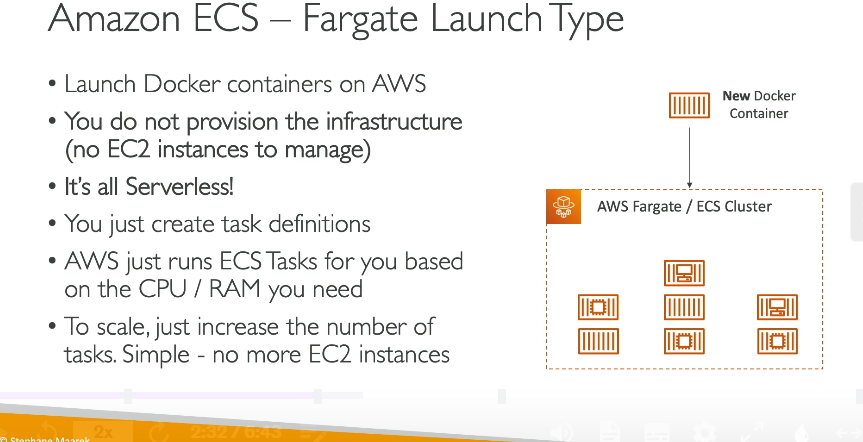 Amazon ECS – Fargate Launch Type
• Launch Docker containers on AWS
• You do not provision the infrastructure
(no EC2 instances to manage)
• It's all Serverless!
• You just create task definitions
• AWS just runs ECS Tasks for you based
on the CPU / RAM you need
• To scale, just increase the number of
tasks. Simple - no more EC2 instances
New Docker
Container
AWS Fargate / ECS Cluster
2x
2:32 / 6:43
© Stephane Maarek